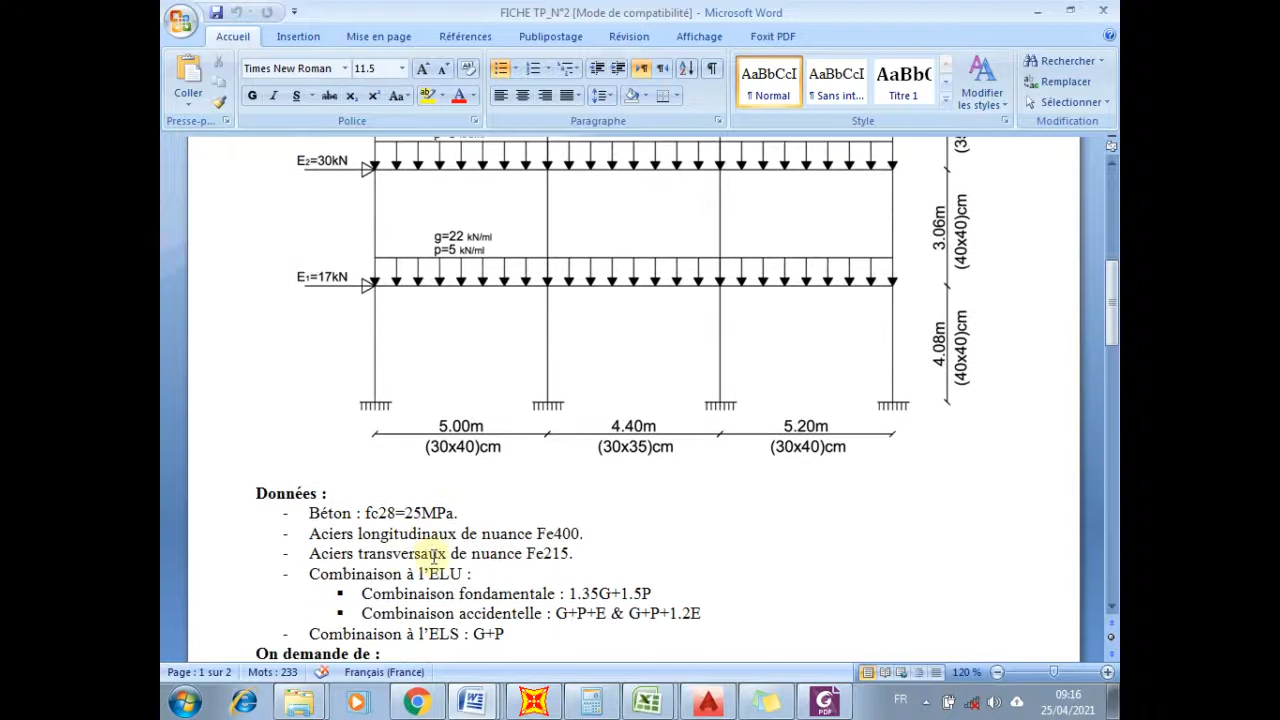 FICHE TP_N°2 [Mode de compatibilité] - Microsoft Word
Accueil Insertion Mise en page Références Publipostage Révision Affichage Foxit PDF
Coller
Presse-p...
Times New Roman 11.5
G I S abe X₂ X² Aa
Police
Paragraphe
AaBbCcI AaBbCcI AaBbC
¶ Normal ¶ Sans int... Titre 1
Modifier les styles
Style
Rechercher
Remplacer
Sélectionner
Modification
E₂=30kN
g=22 kN/ml
p=5 kN/ml
E₁=17kN
3.06m
(40x40)cm
4.08m
(40x40)cm
5.00m 4.40m 5.20m
(30x40)cm (30x35)cm (30x40)cm
Données :
- Béton : fc28=25MPa.
- Aciers longitudinaux de nuance Fe400.
- Aciers transversaux de nuance Fe215.
- Combinaison à l’ELU :
▪ Combinaison fondamentale : 1.35G+1.5P
▪ Combinaison accidentelle : G+P+E & G+P+1.2E
- Combinaison à l’ELS : G+P
On demande de :
Page : 1 sur 2 Mots : 233 Français (France) 120 %
FR 09:16
25/04/2021
PDF